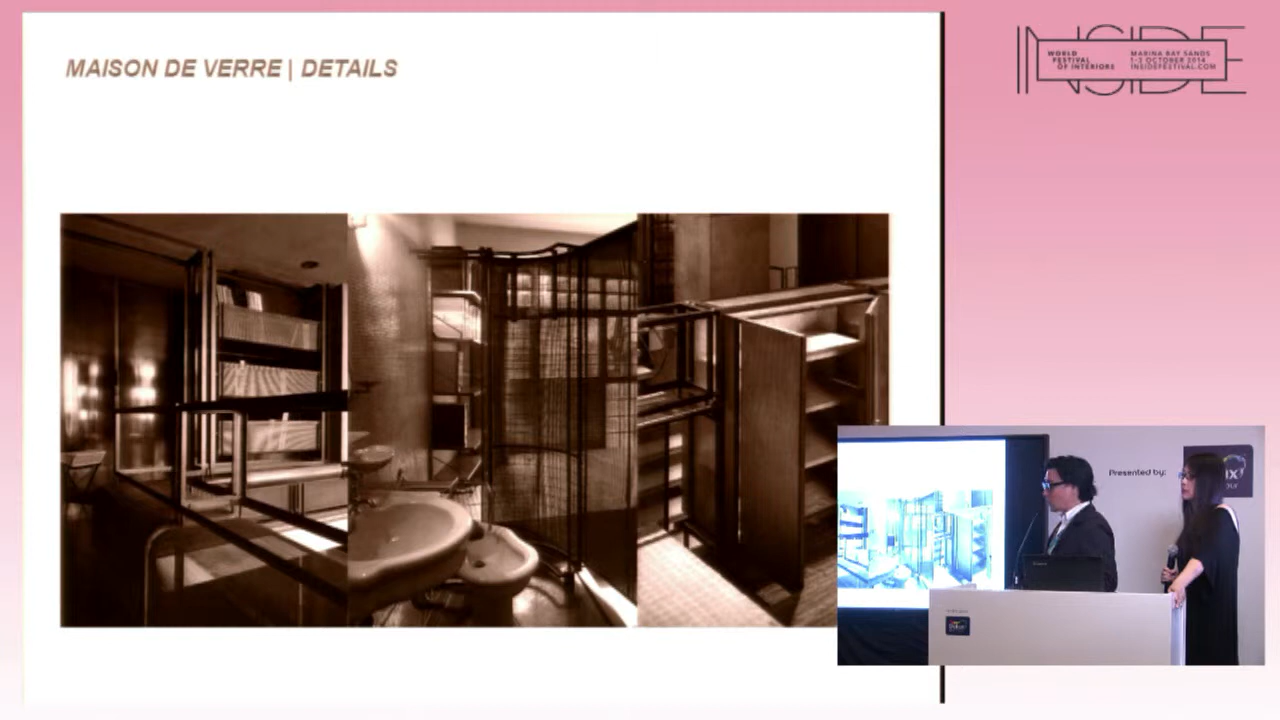 MAISON DE VERRE | DETAILS
INSIDE
WORLD
FESTIVAL
OF INTERIORS
MARINA BAY SANDS
1-3 OCTOBER 2014
INSIDEFESTIVAL.COM
Presented by: